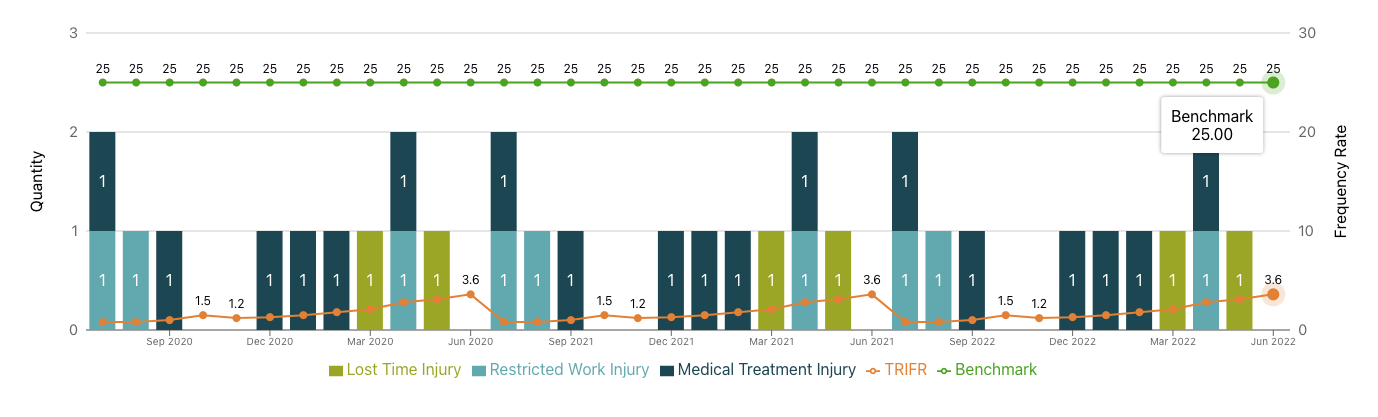 3
30
25 25 25 25 25 25 25 25 25 25 25 25 25 25 25 25 25 25 25 25 25 25 25 25 25 25 25 25 25 25 25 25 25 25 25 25
Benchmark
25.00
2
20
Quantity
Frequency Rate
1 1 1 1 1 1
1
10
1 1 1 1 1 1 1 1 1 1 1 1 1 1 1 1 1 1 1 1 1 1 1 1 1 1 1
1.5 1.2 3.6 1.5 1.2 3.6 1.5 1.2 3.6
0
0
Sep 2020 Dec 2020 Mar 2020 Jun 2020 Sep 2021 Dec 2021 Mar 2021 Jun 2021 Sep 2022 Dec 2022 Mar 2022 Jun 2022
Lost Time Injury Restricted Work Injury Medical Treatment Injury TRIFR Benchmark